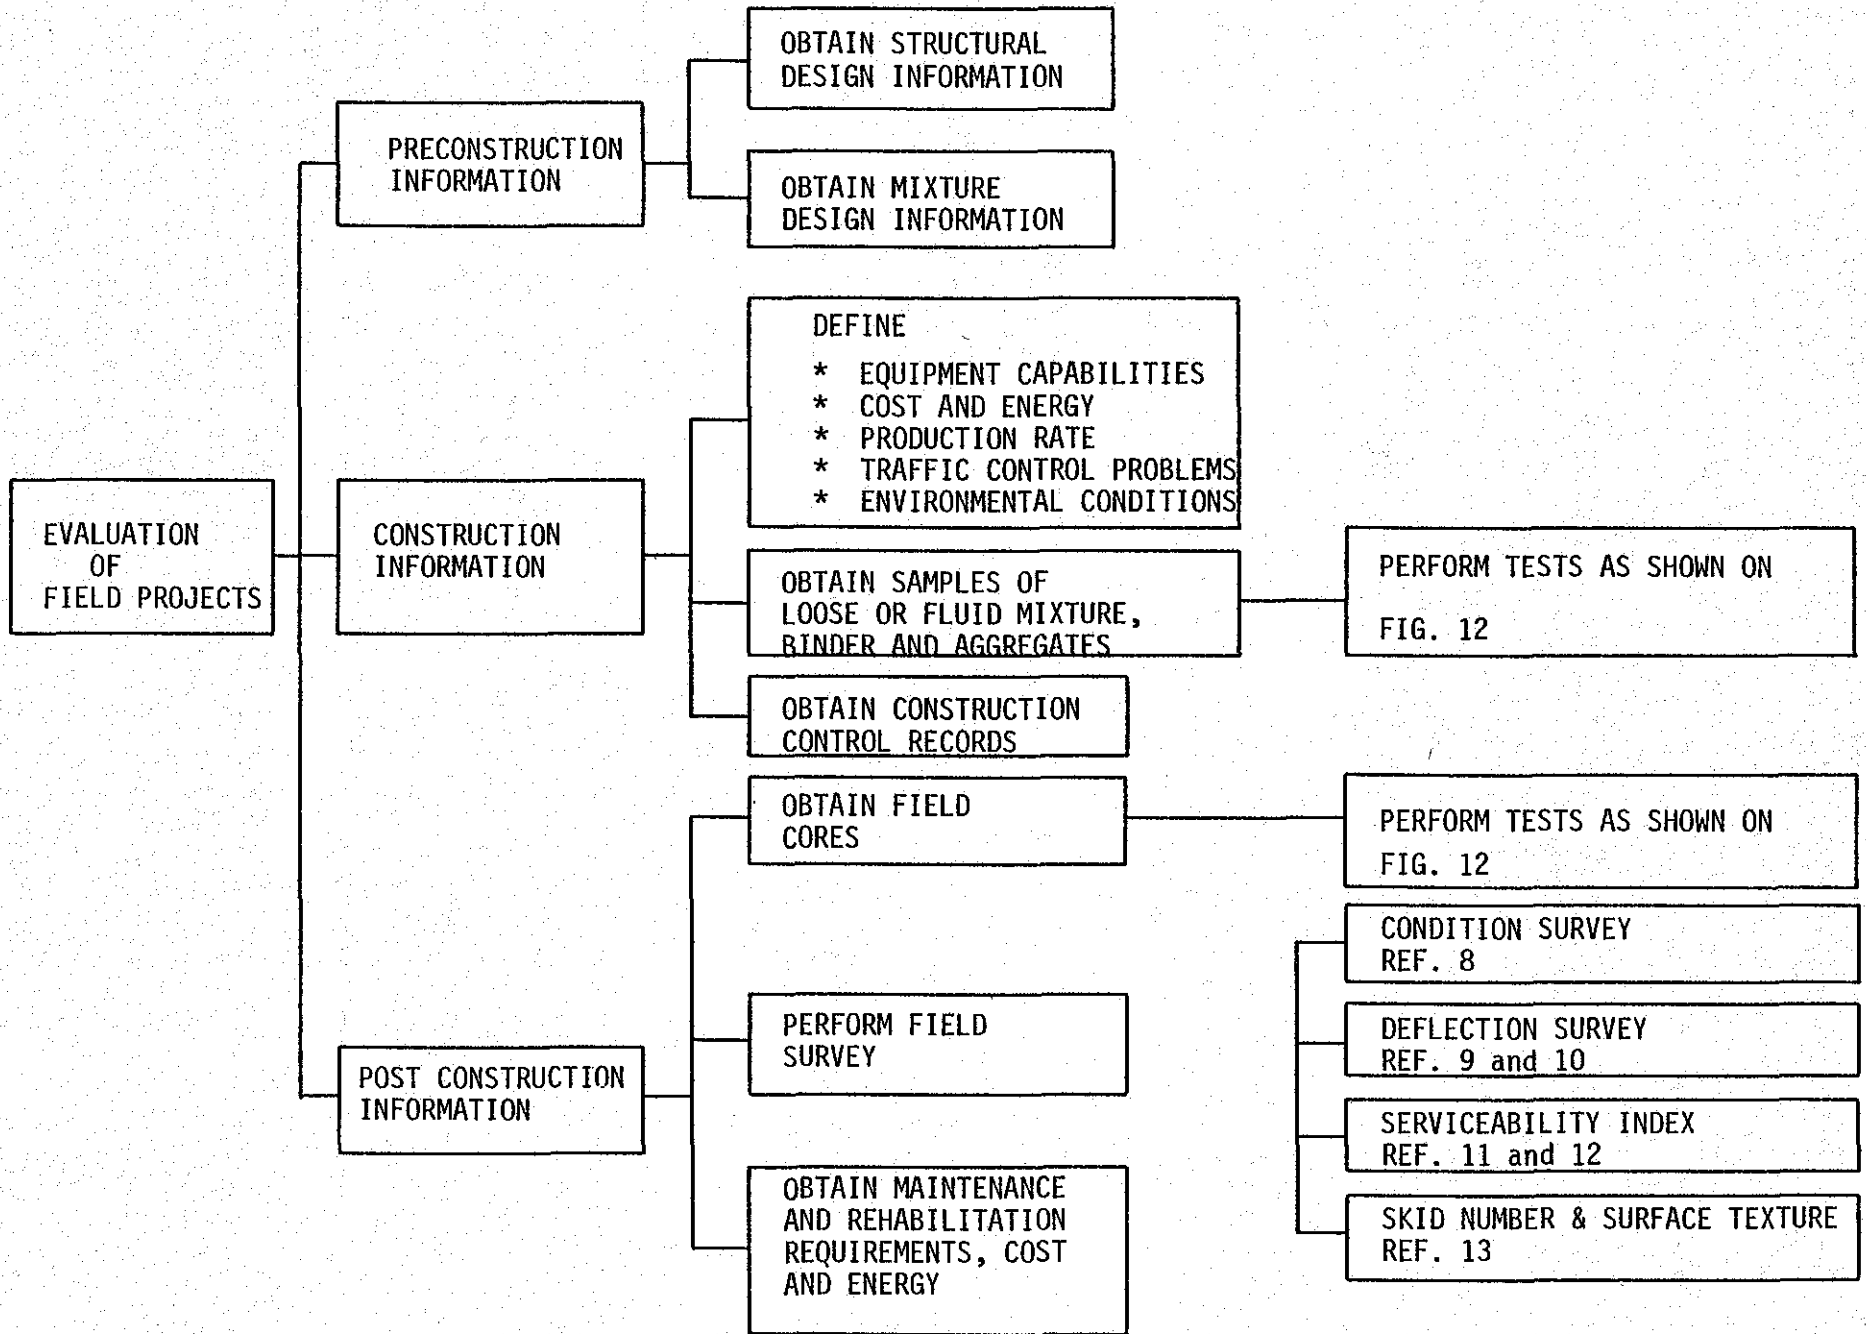 EVALUATION
OF
FIELD PROJECTS
PRECONSTRUCTION
INFORMATION
OBTAIN STRUCTURAL
DESIGN INFORMATION
OBTAIN MIXTURE
DESIGN INFORMATION
CONSTRUCTION
INFORMATION
DEFINE
* EQUIPMENT CAPABILITIES
* COST AND ENERGY
* PRODUCTION RATE
* TRAFFIC CONTROL PROBLEMS
* ENVIRONMENTAL CONDITIONS
OBTAIN SAMPLES OF
LOOSE OR FLUID MIXTURE,
BINDER AND AGGREGATES
PERFORM TESTS AS SHOWN ON
FIG. 12
OBTAIN CONSTRUCTION
CONTROL RECORDS
POST CONSTRUCTION
INFORMATION
OBTAIN FIELD
CORES
PERFORM TESTS AS SHOWN ON
FIG. 12
PERFORM FIELD
SURVEY
CONDITION SURVEY
REF. 8
DEFLECTION SURVEY
REF. 9 and 10
SERVICEABILITY INDEX
REF. 11 and 12
SKID NUMBER & SURFACE TEXTURE
REF. 13
OBTAIN MAINTENANCE
AND REHABILITATION
REQUIREMENTS, COST
AND ENERGY